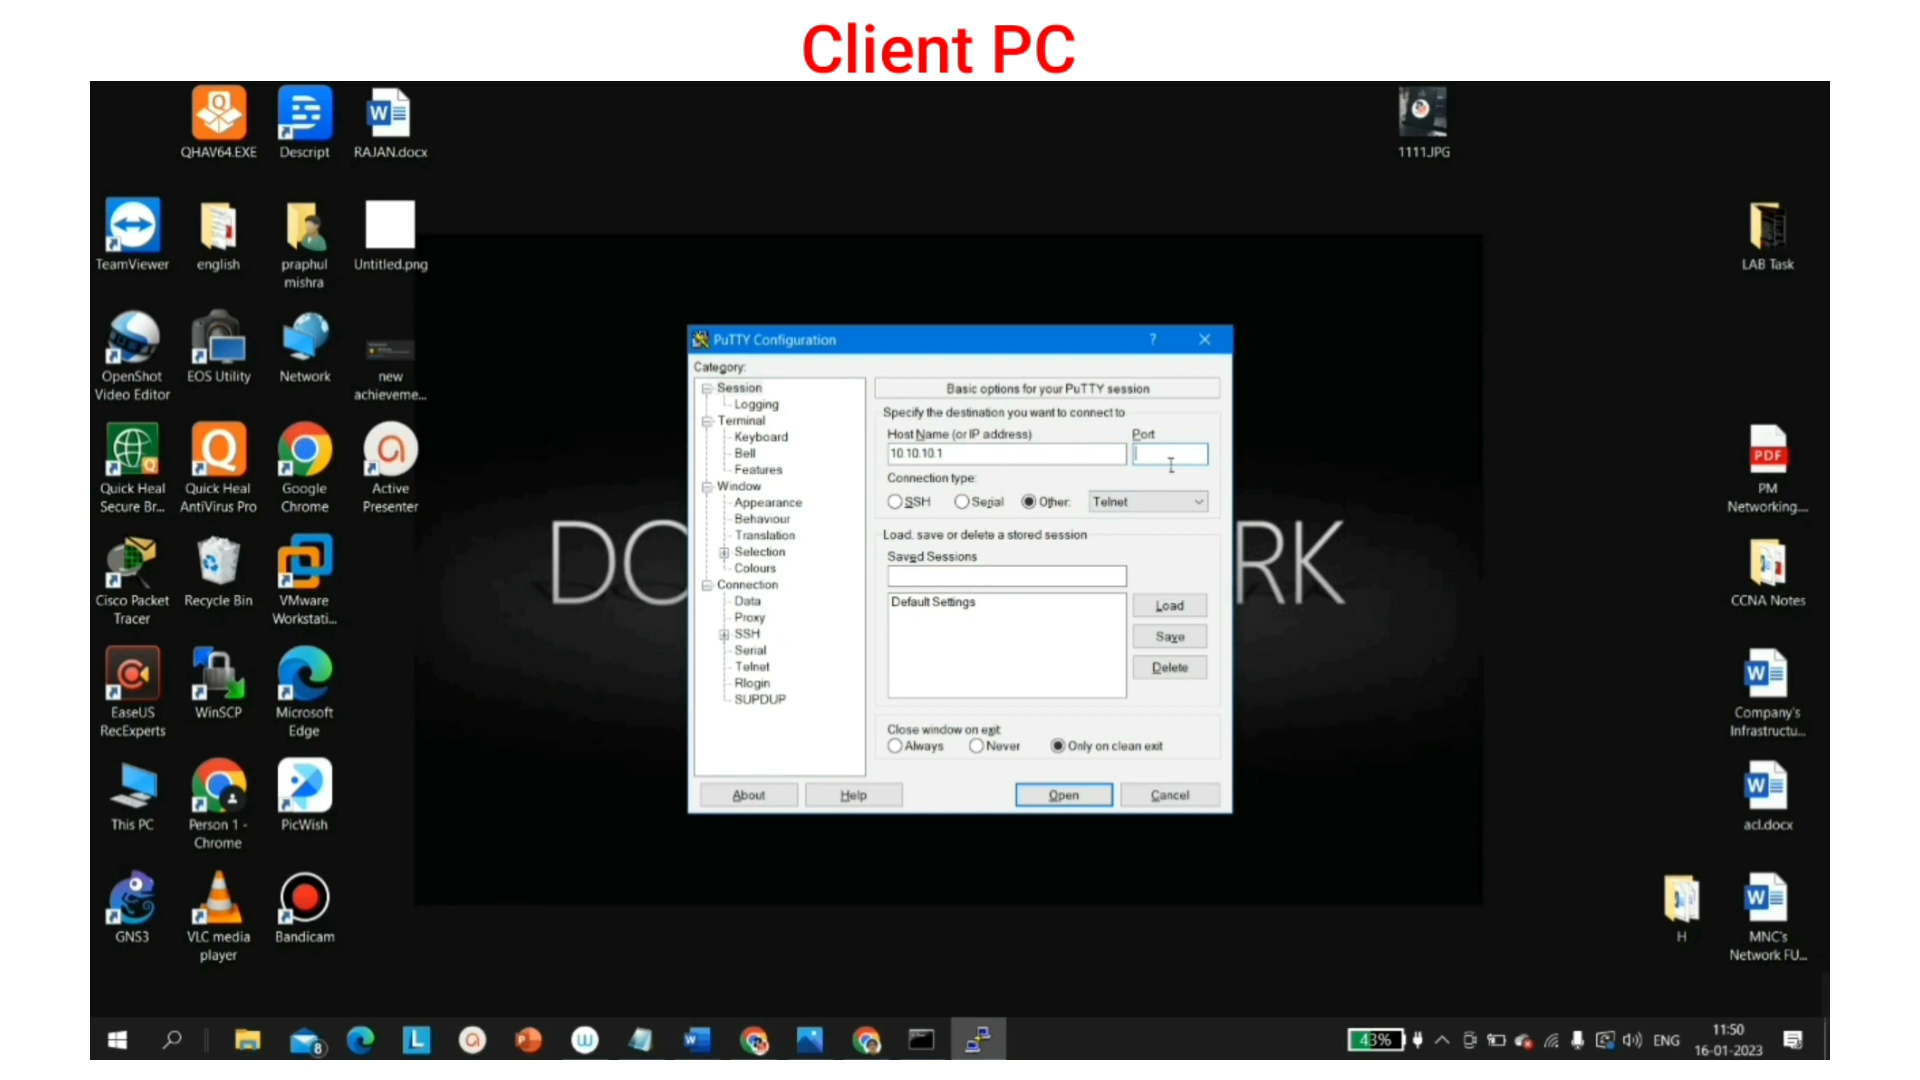 Client PC
QHAV64.EXE
Descript
RAJAN.docx
1111.JPG
TeamViewer
english
praphul
mishra
Untitled.png
LAB Task
OpenShot
Video Editor
EOS Utility
Network
new
achieveme...
Quick Heal
Secure Br...
Quick Heal
AntiVirus Pro
Google
Chrome
Active
Presenter
PDF
PM
Networking....
Cisco Packet
Tracer
Recycle Bin
VMware
Workstati...
CCNA Notes
EaseUS
RecExperts
WinSCP
Microsoft
Edge
Company's
Infrastructu...
This PC
Person 1 -
Chrome
PicWish
acl.docx
GNS3
VLC media
player
Bandicam
H
MNC's
Network FU...
DO
RK
PuTTY Configuration
?
Category:
Session
Logging
Terminal
Keyboard
Bell
Features
Window
Appearance
Behaviour
Translation
Selection
Colours
Connection
Data
Proxy
SSH
Serial
Telnet
Rlogin
SUPDUP
Basic options for your PuTTY session
Specify the destination you want to connect to
Host Name (or IP address)
Port
10.10.10.1
Connection type:
SSH
Serial
Other:
Telnet
Load, save or delete a stored session
Saved Sessions
Default Settings
Load
Save
Delete
Close window on exit
Always
Never
Only on clean exit
About
Help
Open
Cancel
8
43%
ENG
11:50
16-01-2023